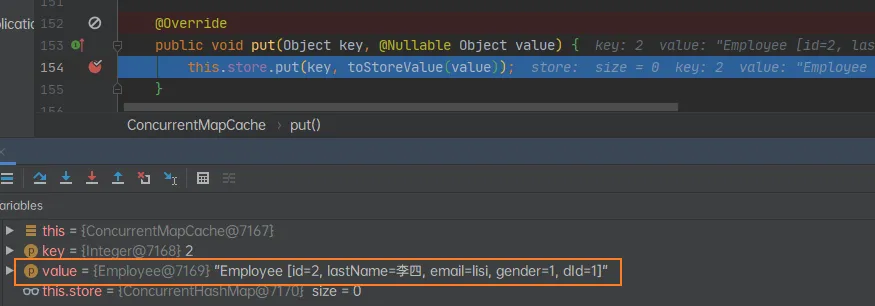 151
plication
152 @Override
153 public void put(Object key, @Nullable Object value) { key: 2 value: "Employee [id=2, las
154 this.store.put(key, toStoreValue(value)); store: size = 0 key: 2 value: "Employee
155 }
156
ConcurrentMapCache › put()
ariables
this = {ConcurrentMapCache@7167}
key = {Integer@7168} 2
value = {Employee@7169} "Employee [id=2, lastName=李四, email=lisi, gender=1, dId=1]"
this.store = {ConcurrentHashMap@7170} size = 0